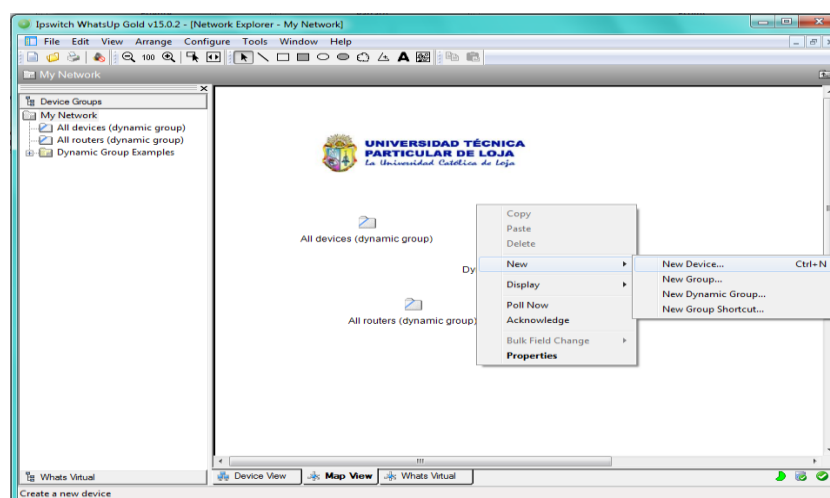 Ipswitch WhatsUp Gold v15.0.2 - [Network Explorer - My Network]
File Edit View Arrange Configure Tools Window Help
100
A
My Network
Device Groups
My Network
All devices (dynamic group)
All routers (dynamic group)
Dynamic Group Examples
UNIVERSIDAD TÉCNICA
PARTICULAR DE LOJA
La Universidad Católica de Loja
All devices (dynamic group)
Dy
All routers (dynamic group)
Copy
Paste
Delete
New
Display
Poll Now
Acknowledge
Bulk Field Change
Properties
New Device... Ctrl+N
New Group...
New Dynamic Group...
New Group Shortcut...
Whats Virtual
Device View Map View Whats Virtual
Create a new device